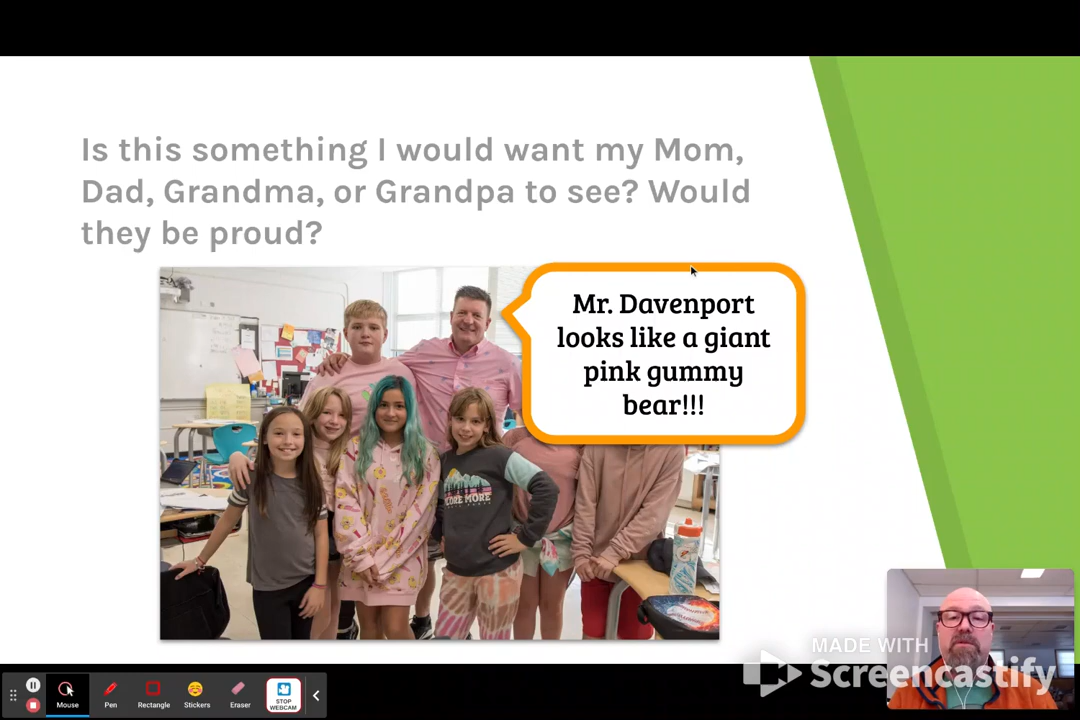 Is this something I would want my Mom,
Dad, Grandma, or Grandpa to see? Would
they be proud?
Mr. Davenport
looks like a giant
pink gummy
bear!!!
MADE WITH
Screencastify
Mouse
Pen
Rectangle
Stickers
Eraser
STOP
WEBCAM